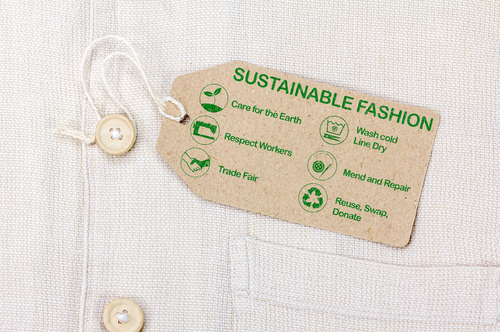 SUSTAINABLE FASHION
Care for the Earth
Respect Workers
Trade Fair
Wash cold
Line Dry
Mend and Repair
Reuse, Swap,
Donate